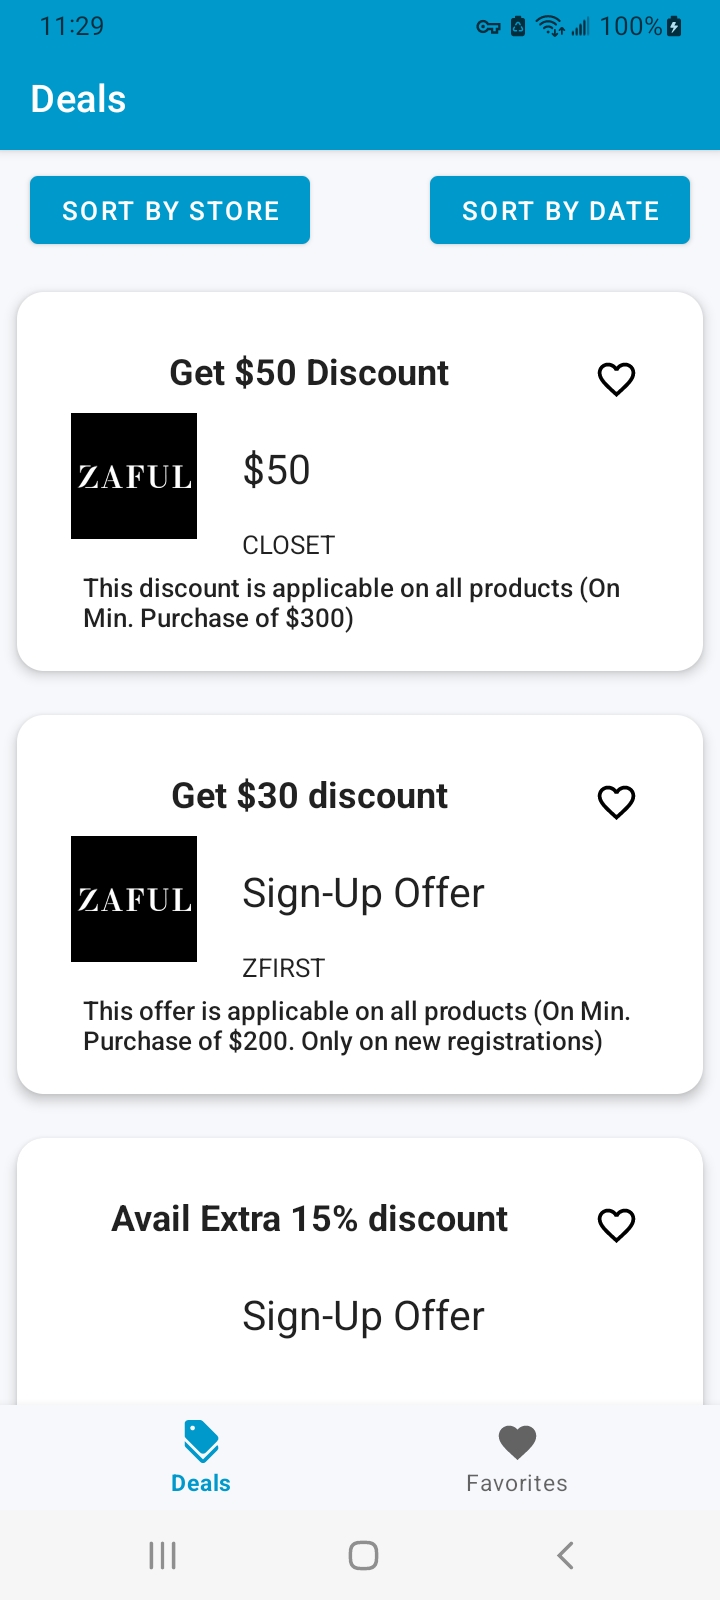 11:29
100%
Deals
SORT BY STORE
SORT BY DATE
Get $50 Discount
ZAFUL
$50
CLOSET
This discount is applicable on all products (On
Min. Purchase of $300)
Get $30 discount
ZAFUL
Sign-Up Offer
ZFIRST
This offer is applicable on all products (On Min.
Purchase of $200. Only on new registrations)
Avail Extra 15% discount
Sign-Up Offer
Deals
Favorites